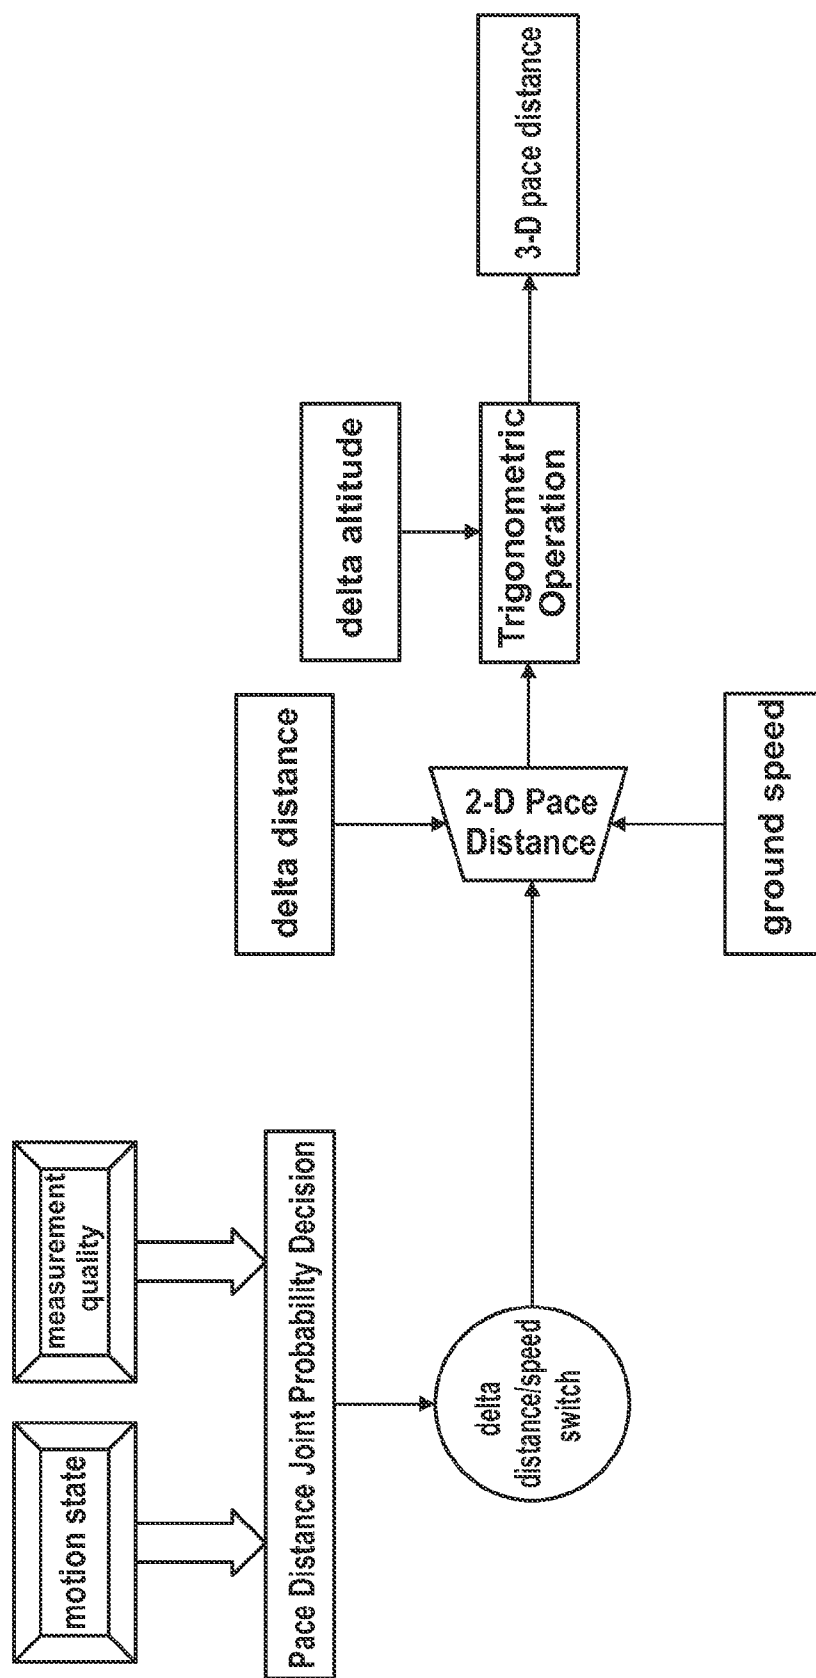 motion state
measurement
quality
Pace Distance Joint Probability Decision
delta
distance/speed
switch
delta distance
2-D Pace
Distance
ground speed
delta altitude
Trigonometric
Operation
3-D pace distance